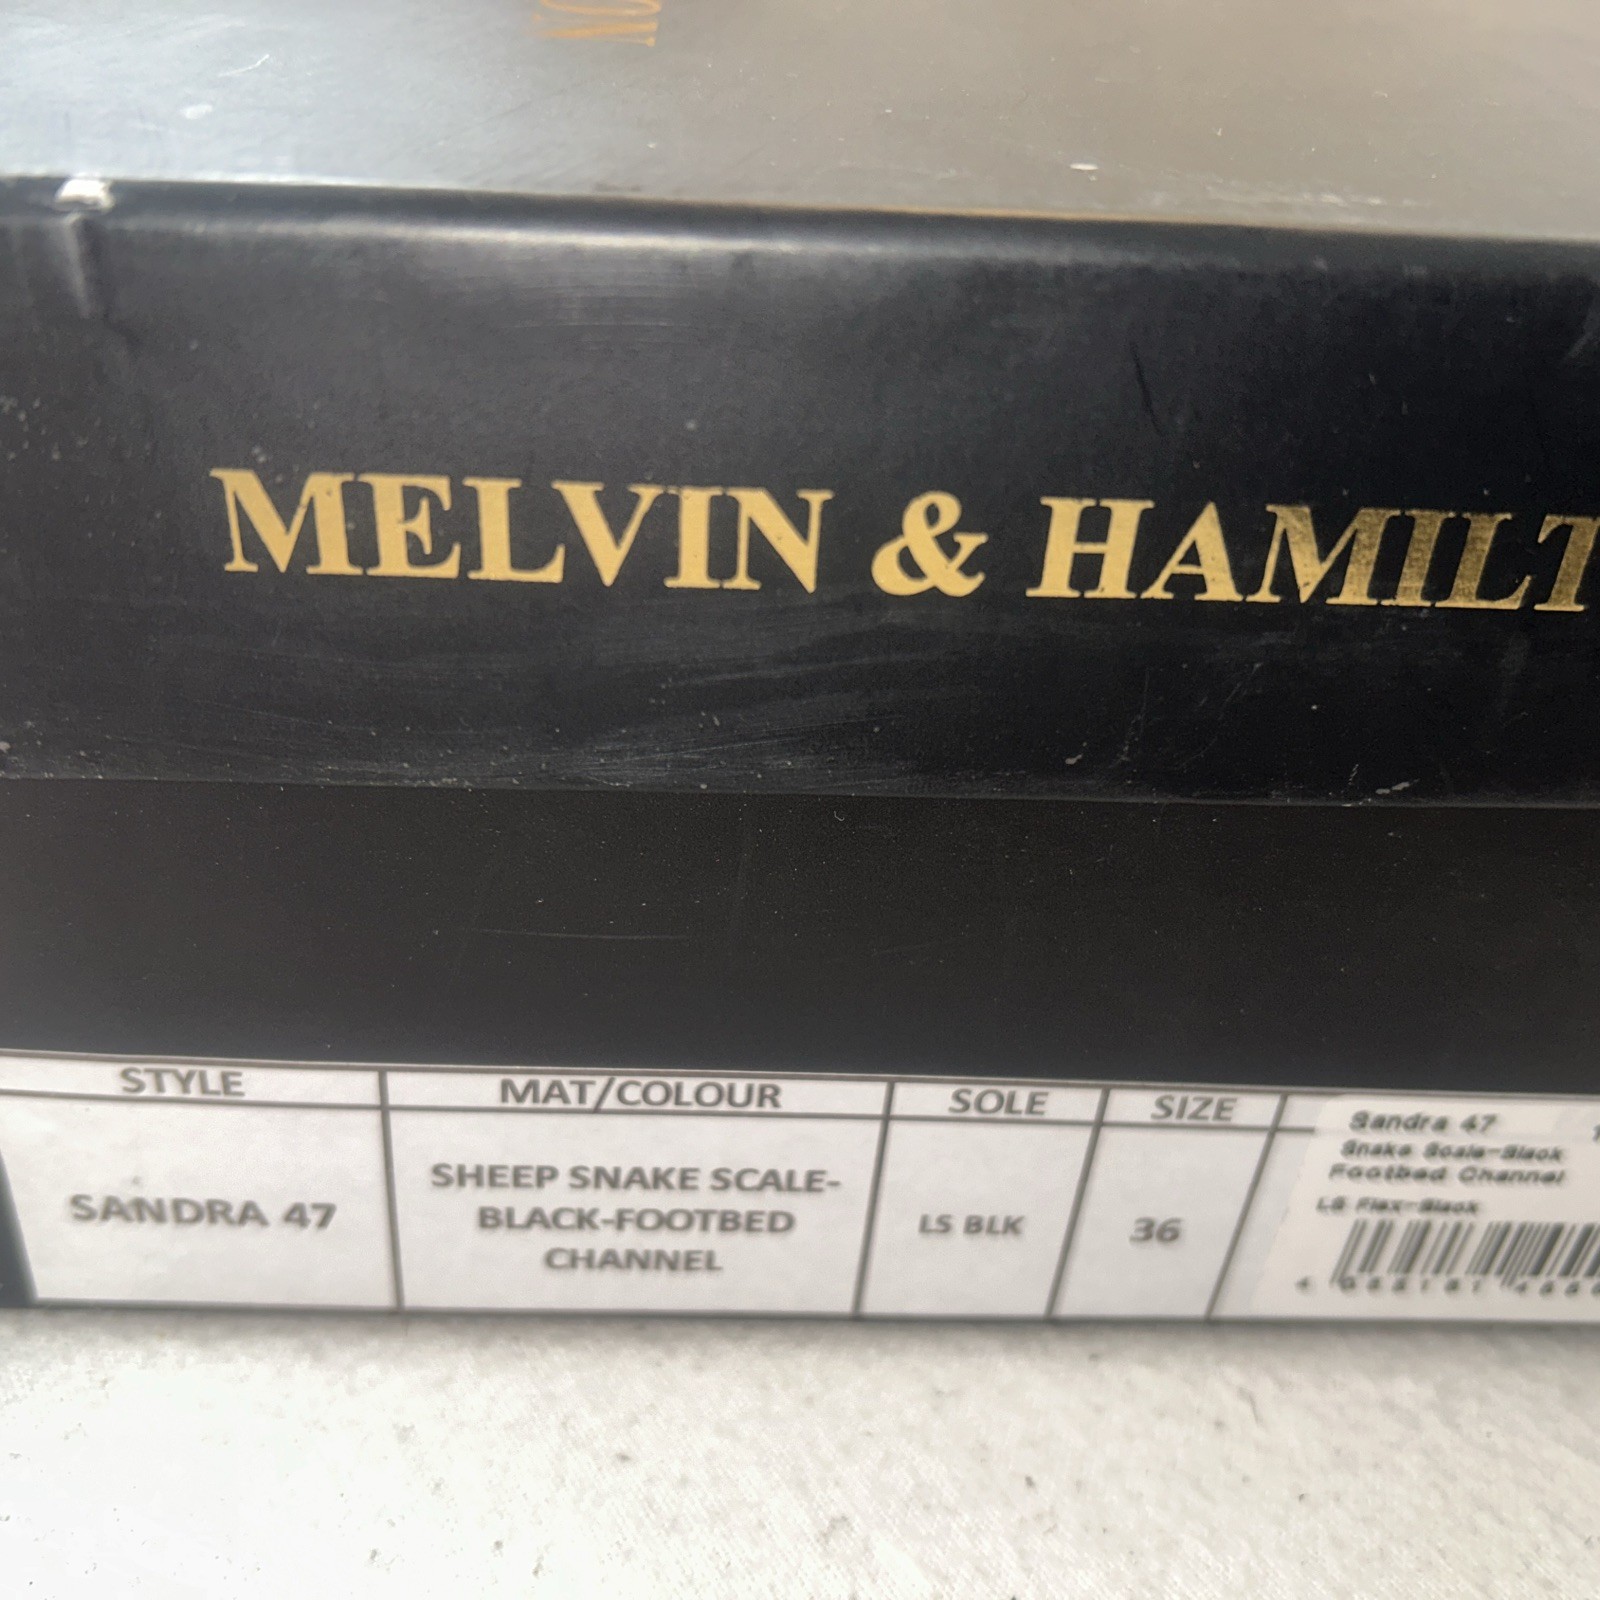 MELVIN & HAMILT
STYLE MAT/COLOUR SOLE SIZE
SANDRA 47
SHEEP SNAKE SCALE-
BLACK-FOOTBED
CHANNEL
LS BLK
36
Sandra 47
Snake Scale-Black
Footbed Channel
LS Flex-Black